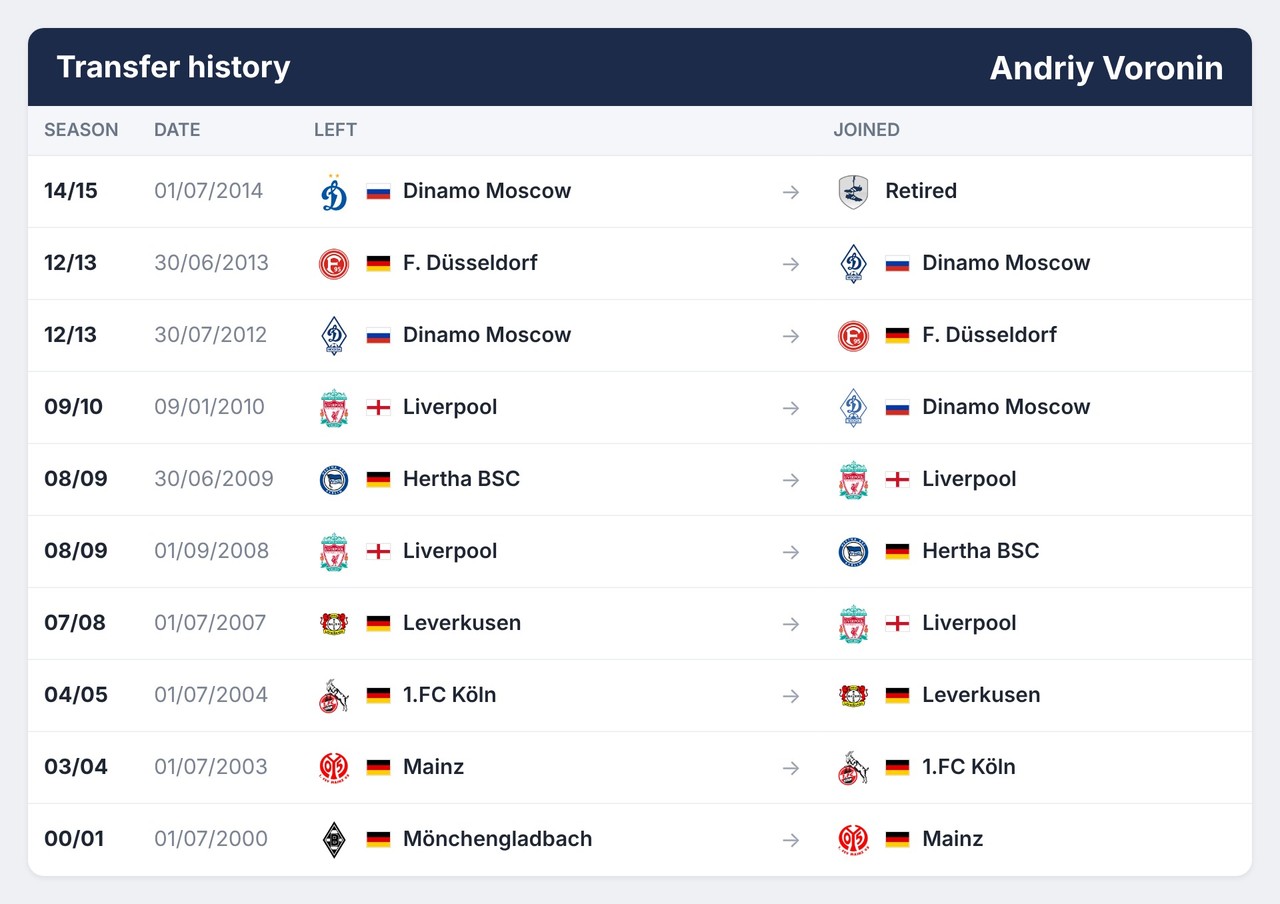 Transfer history Andriy Voronin
SEASON DATE LEFT JOINED
14/15 01/07/2014 Dinamo Moscow → Retired
12/13 30/06/2013 F. Düsseldorf → Dinamo Moscow
12/13 30/07/2012 Dinamo Moscow → F. Düsseldorf
09/10 09/01/2010 Liverpool → Dinamo Moscow
08/09 30/06/2009 Hertha BSC → Liverpool
08/09 01/09/2008 Liverpool → Hertha BSC
07/08 01/07/2007 Leverkusen → Liverpool
04/05 01/07/2004 1.FC Köln → Leverkusen
03/04 01/07/2003 Mainz → 1.FC Köln
00/01 01/07/2000 Mönchengladbach → Mainz